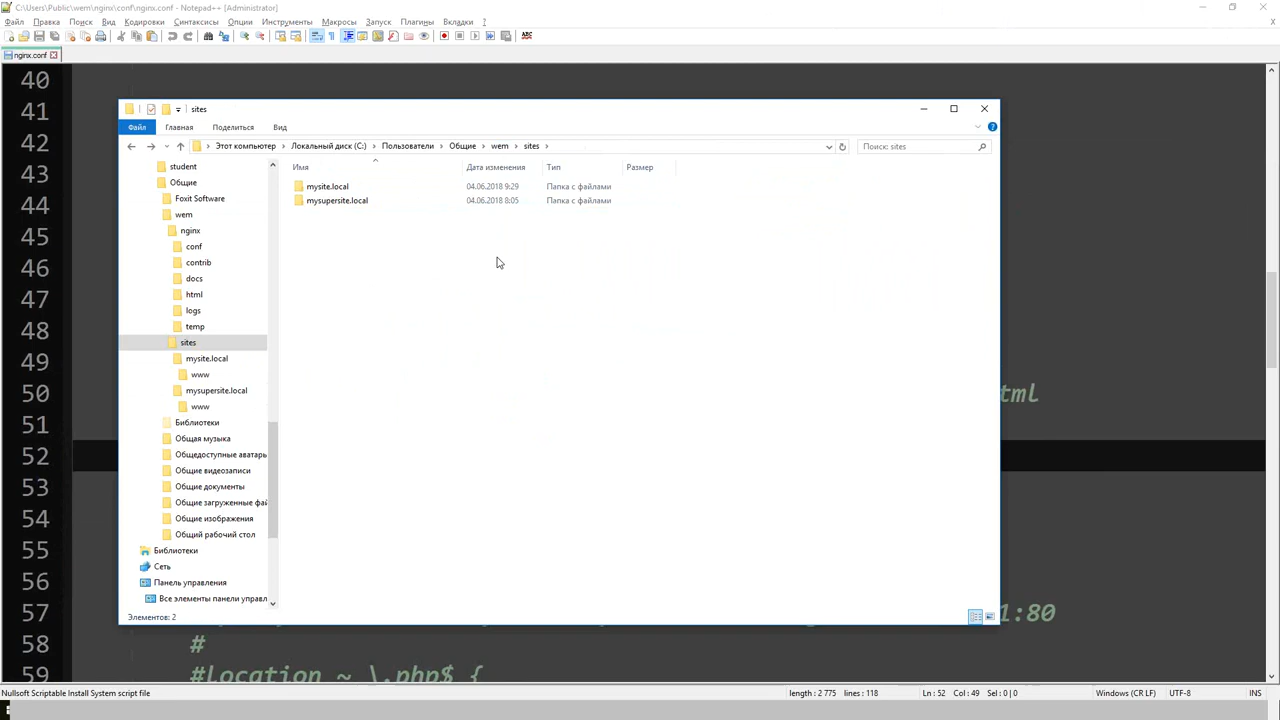 C:\Users\Public\wem\nginx\conf\nginx.conf - Notepad++ [Administrator]
Файл Правка Поиск Вид Кодировки Синтаксисы Опции Инструменты Макросы Запуск Плагины Вкладки ?
nginx.conf
40
41
42
43
44
45
46
47
48
49
50
51
52
53
54
55
56
57
58 #
59 #location ~ \.php$ {
tml
1:80
sites
Файл Главная Поделиться Вид
Этот компьютер Локальный диск (C:) Пользователи Общие wem sites
Поиск: sites
student
Общие
Foxit Software
wem
nginx
conf
contrib
docs
html
logs
temp
sites
mysite.local
www
mysupersite.local
www
Библиотеки
Общая музыка
Общедоступные аватары
Общие видеозаписи
Общие документы
Общие загруженные фай
Общие изображения
Общий рабочий стол
Библиотеки
Сеть
Панель управления
Все элементы панели управл
Имя Дата изменения Тип Размер
mysite.local 04.06.2018 9:29 Папка с файлами
mysupersite.local 04.06.2018 8:05 Папка с файлами
Элементов: 2
Nullsoft Scriptable Install System script file length : 2 775 lines : 118 Ln : 52 Col : 49 Sel : 0 | 0 Windows (CR LF) UTF-8 INS